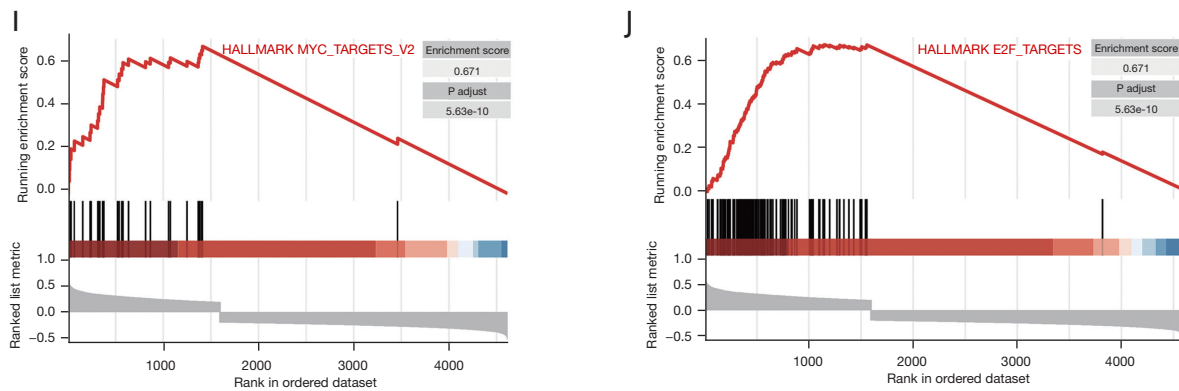 I
HALLMARK MYC_TARGETS_V2
Enrichment score
0.671
P adjust
5.63e-10
Running enrichment score
0.6
0.4
0.2
0.0
Ranked list metric
1.0
0.5
0.0
−0.5
1000 2000 3000 4000
Rank in ordered dataset
J
HALLMARK E2F_TARGETS
Enrichment score
0.671
P adjust
5.63e-10
Running enrichment score
0.6
0.4
0.2
0.0
Ranked list metric
1.0
0.5
0.0
−0.5
1000 2000 3000 4000
Rank in ordered dataset